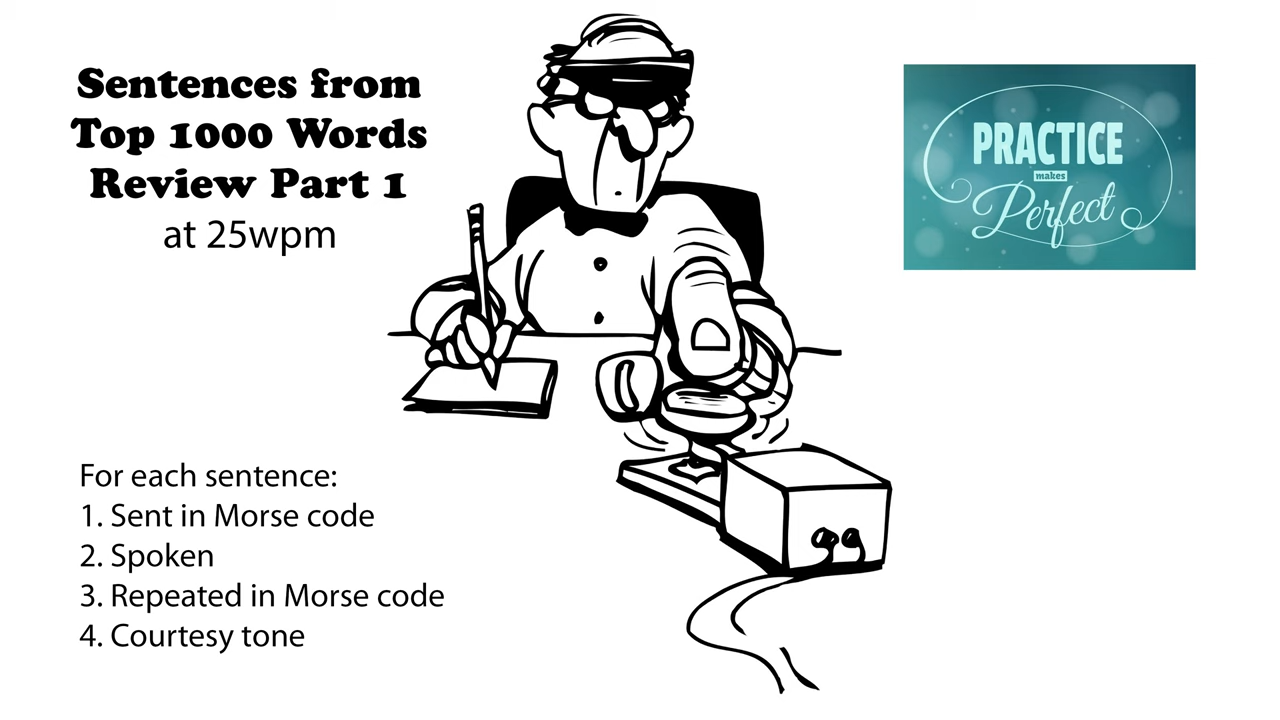 Sentences from
Top 1000 Words
Review Part 1
at 25wpm
PRACTICE
makes
Perfect
For each sentence:
1. Sent in Morse code
2. Spoken
3. Repeated in Morse code
4. Courtesy tone